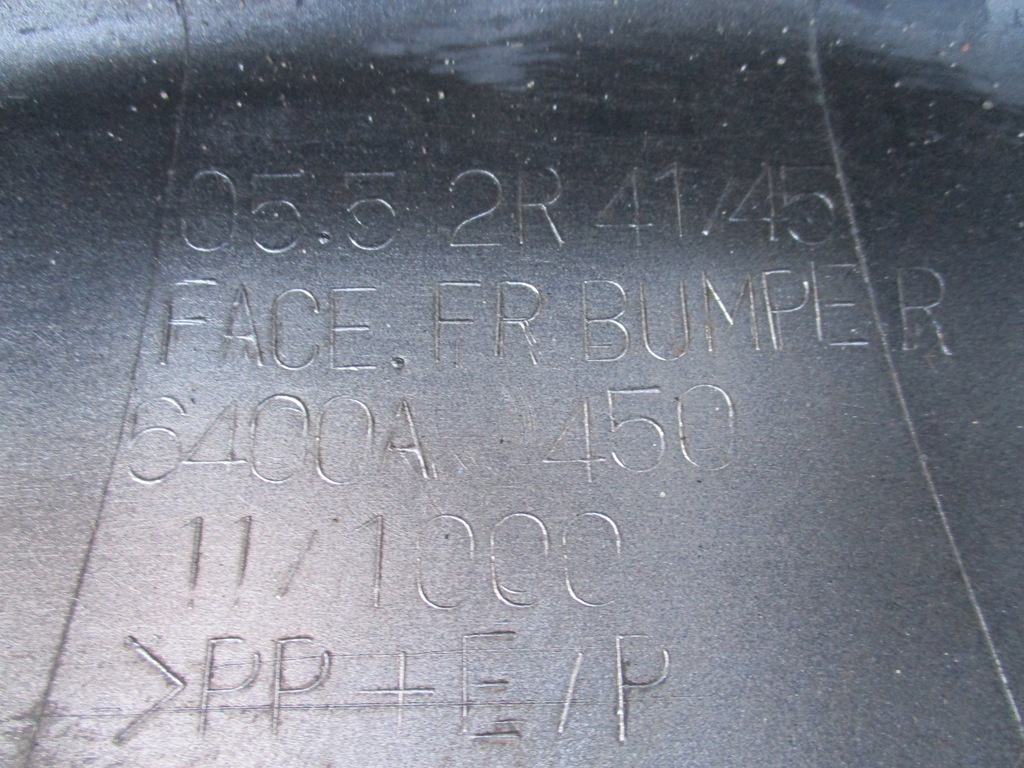 05.5 2R 41/45
FACE. FR BUMPER
6400A 450
11/1000
>PP+E/P